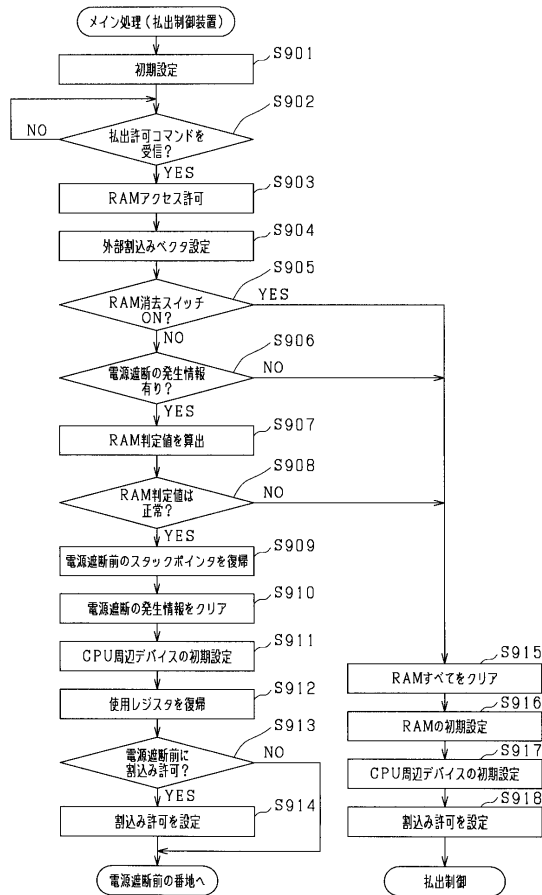 メイン処理(払出制御装置)
S901
初期設定
S902
払出許可コマンドを
受信?
NO
YES
S903
RAMアクセス許可
S904
外部割込みベクタ設定
S905
RAM消去スイッチ
ON?
YES
NO
S906
電源遮断の発生情報
有り?
NO
YES
S907
RAM判定値を算出
S908
RAM判定値は
正常?
NO
YES
S909
電源遮断前のスタックポインタを復帰
S910
電源遮断の発生情報をクリア
S911
CPU周辺デバイスの初期設定
S912
使用レジスタを復帰
S913
電源遮断前に
割込み許可?
NO
YES
S914
割込み許可を設定
電源遮断前の番地へ
S915
RAMすべてをクリア
S916
RAMの初期設定
S917
CPU周辺デバイスの初期設定
S918
割込み許可を設定
払出制御